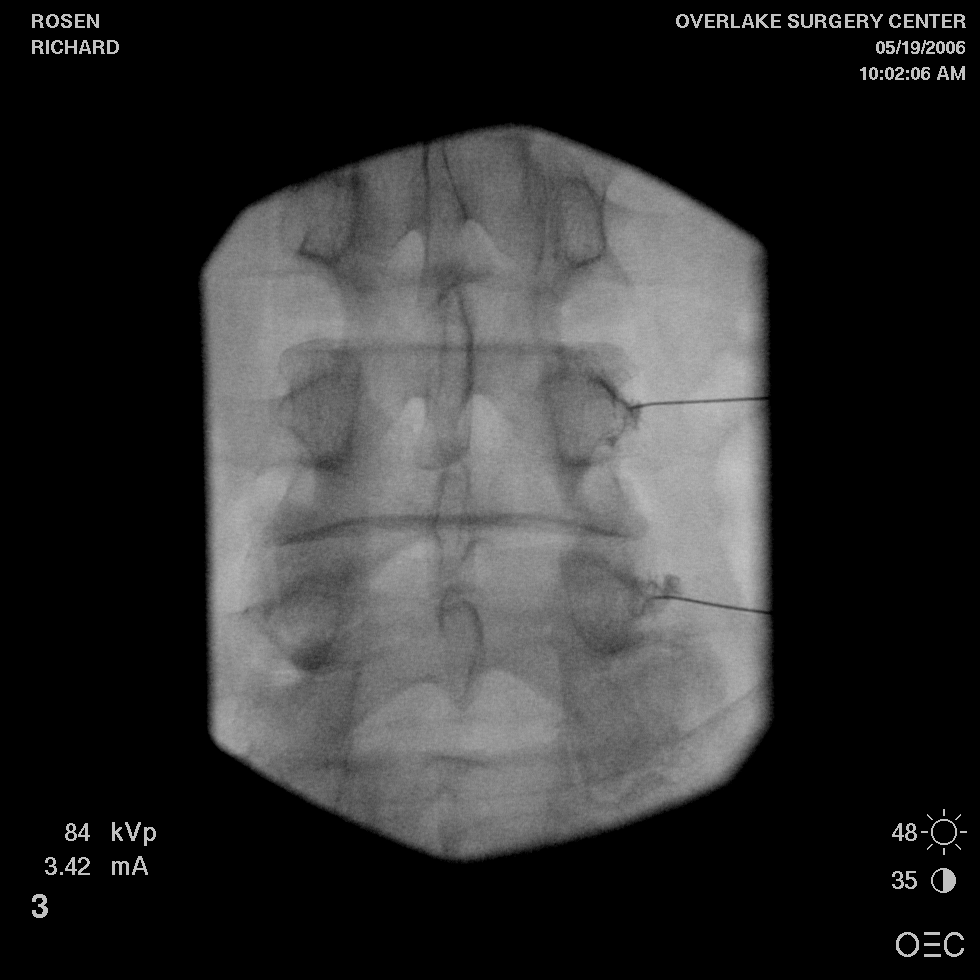 ROSEN
RICHARD
OVERLAKE SURGERY CENTER
05/19/2006
10:02:06 AM
84 kVp
3.42 mA
3
48
35
OEC